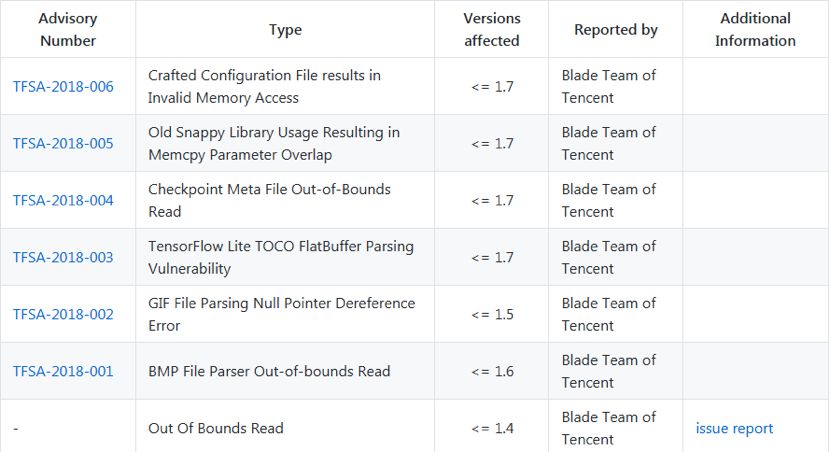 Advisory Number
Type
Versions affected
Reported by
Additional Information
TFSA-2018-006
Crafted Configuration File results in
Invalid Memory Access
<= 1.7
Blade Team of
Tencent
TFSA-2018-005
Old Snappy Library Usage Resulting in
Memcpy Parameter Overlap
<= 1.7
Blade Team of
Tencent
TFSA-2018-004
Checkpoint Meta File Out-of-Bounds
Read
<= 1.7
Blade Team of
Tencent
TFSA-2018-003
TensorFlow Lite TOCO FlatBuffer Parsing
Vulnerability
<= 1.7
Blade Team of
Tencent
TFSA-2018-002
GIF File Parsing Null Pointer Dereference
Error
<= 1.5
Blade Team of
Tencent
TFSA-2018-001
BMP File Parser Out-of-bounds Read
<= 1.6
Blade Team of
Tencent
-
Out Of Bounds Read
<= 1.4
Blade Team of
Tencent
issue report